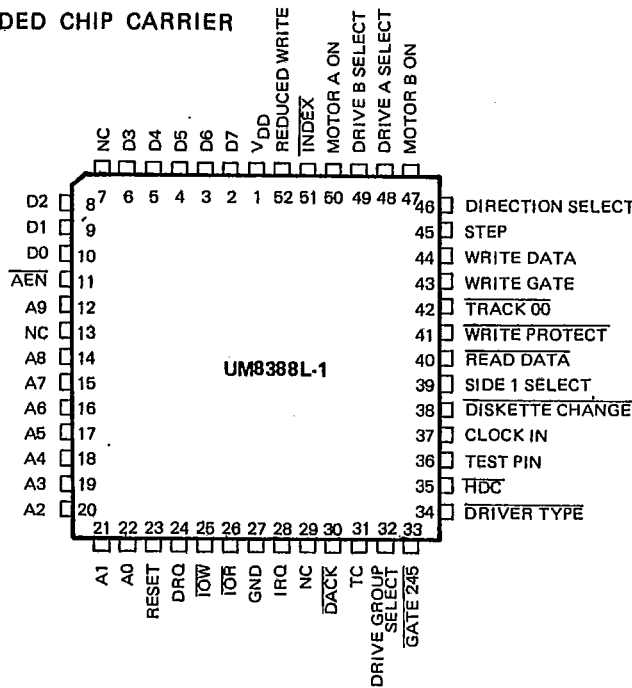 DED CHIP CARRIER
NC
D3
D4
D5
D6
D7
VDD
REDUCED WRITE
INDEX
MOTOR A ON
DRIVE B SELECT
DRIVE A SELECT
MOTOR B ON
7 6 5 4 3 2 1 52 51 50 49 48 47
D2 8
D1 9
D0 10
AEN 11
A9 12
NC 13
A8 14
A7 15
A6 16
A5 17
A4 18
A3 19
A2 20
UM8388L-1
46 DIRECTION SELECT
45 STEP
44 WRITE DATA
43 WRITE GATE
42 TRACK 00
41 WRITE PROTECT
40 READ DATA
39 SIDE 1 SELECT
38 DISKETTE CHANGE
37 CLOCK IN
36 TEST PIN
35 HDC
34 DRIVER TYPE
21 22 23 24 25 26 27 28 29 30 31 32 33
A1
A0
RESET
DRQ
IOW
IOR
GND
IRQ
NC
DACK
TC
DRIVE GROUP
SELECT
GATE 245